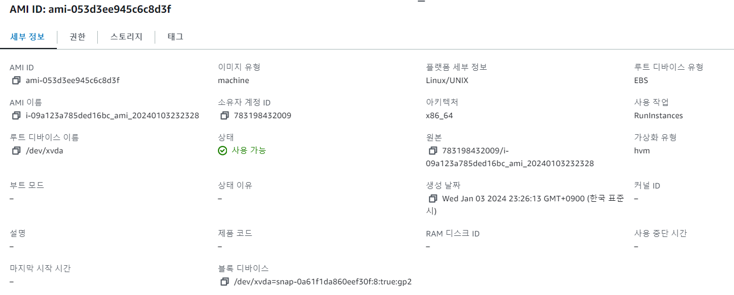 AMI ID: ami-053d3ee945c6c8d3f
세부 정보 권한 스토리지 태그
AMI ID 이미지 유형 플랫폼 세부 정보 루트 디바이스 유형
ami-053d3ee945c6c8d3f machine Linux/UNIX EBS
AMI 이름 소유자 계정 ID 아키텍처 사용 작업
i-09a123a785ded16bc_ami_20240103232328 783198432009 x86_64 RunInstances
루트 디바이스 이름 상태 원본 가상화 유형
/dev/xvda 사용 가능 783198432009/i- hvm
09a123a785ded16bc_ami_20240103232328
부트 모드 상태 이유 생성 날짜 커널 ID
– – Wed Jan 03 2024 23:26:13 GMT+0900 (한국 표준 –
시)
설명 제품 코드 RAM 디스크 ID 사용 중단 시간
– – – –
마지막 시작 시간 블록 디바이스
– /dev/xvda=snap-0a61f1da860eef30f:8:true:gp2